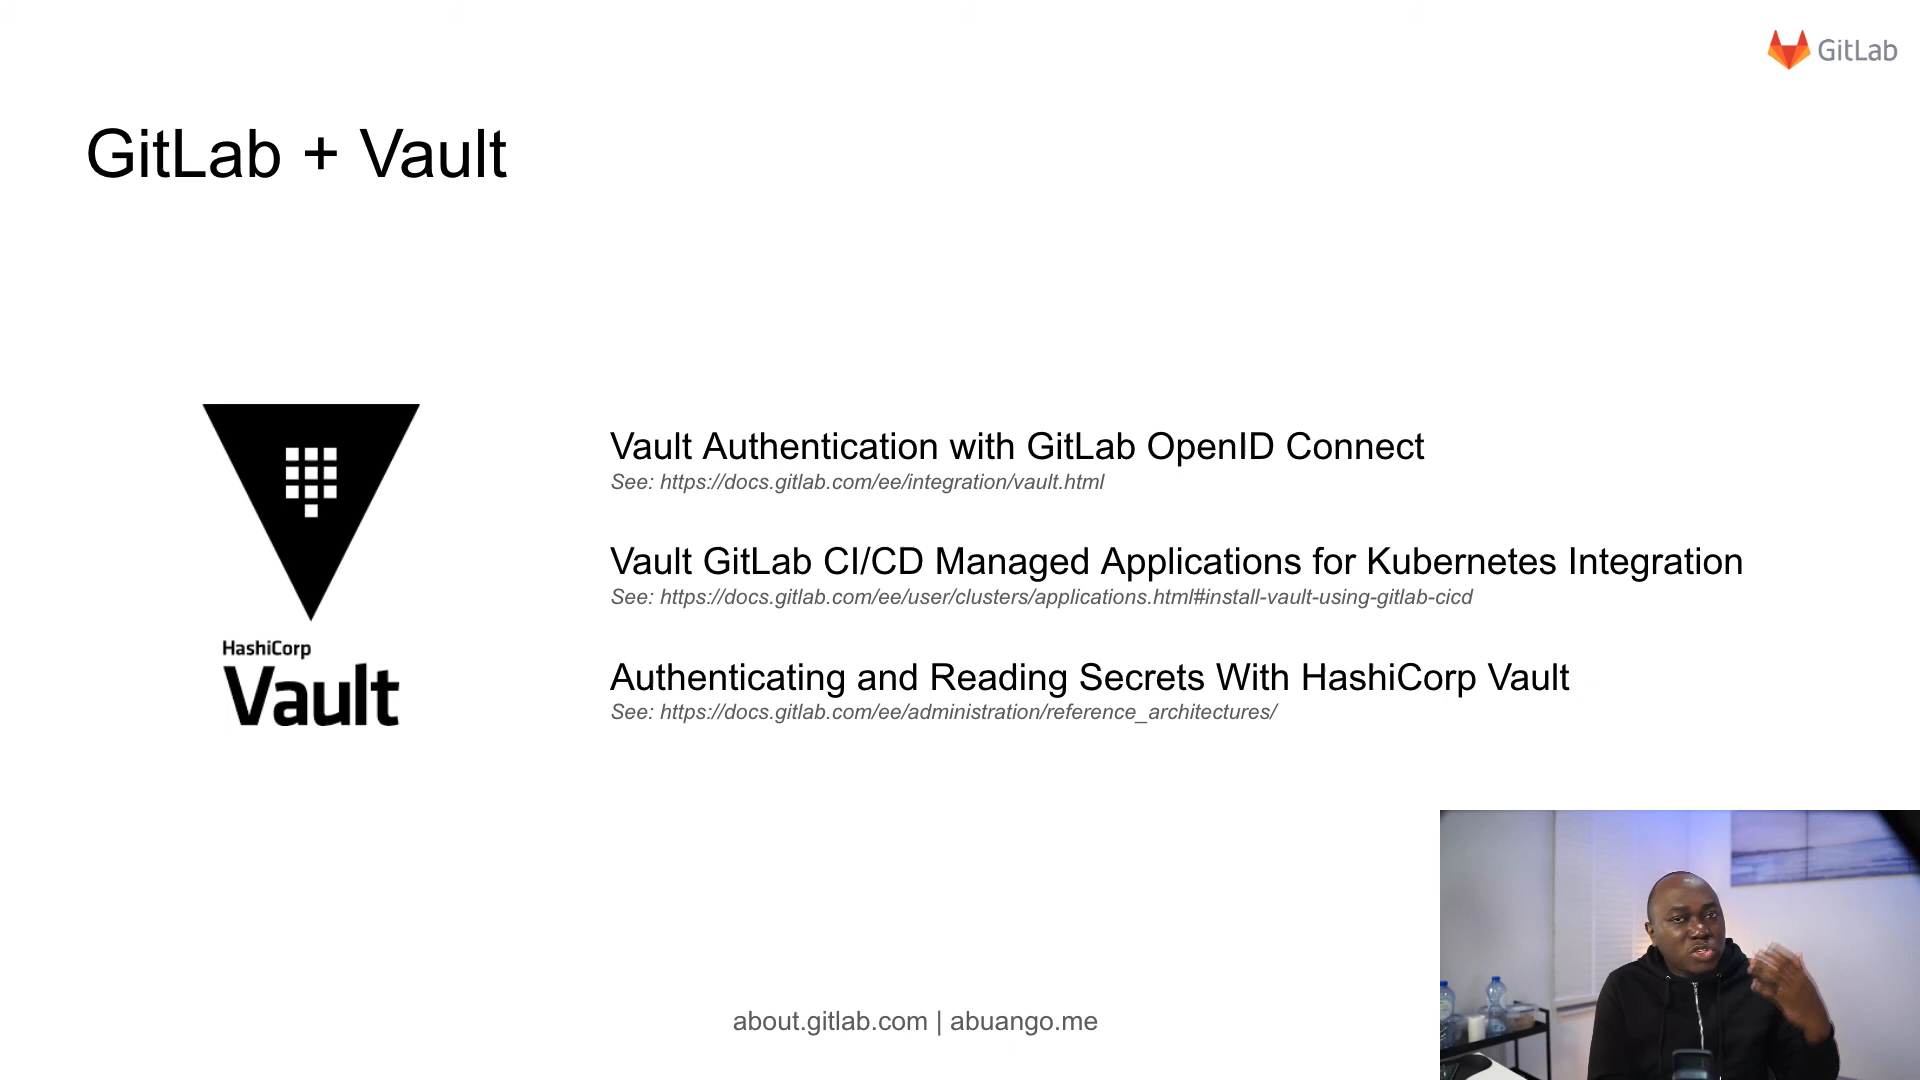 GitLab
GitLab + Vault
Vault Authentication with GitLab OpenID Connect
See: https://docs.gitlab.com/ee/integration/vault.html
Vault GitLab CI/CD Managed Applications for Kubernetes Integration
See: https://docs.gitlab.com/ee/user/clusters/applications.html#install-vault-using-gitlab-cicd
HashiCorp
Vault
Authenticating and Reading Secrets With HashiCorp Vault
See: https://docs.gitlab.com/ee/administration/reference_architectures/
about.gitlab.com | abuango.me